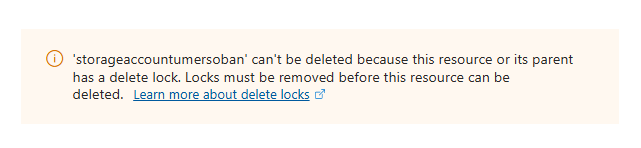 'storageaccountumersoban' can't be deleted because this resource or its parent
has a delete lock. Locks must be removed before this resource can be
deleted. Learn more about delete locks